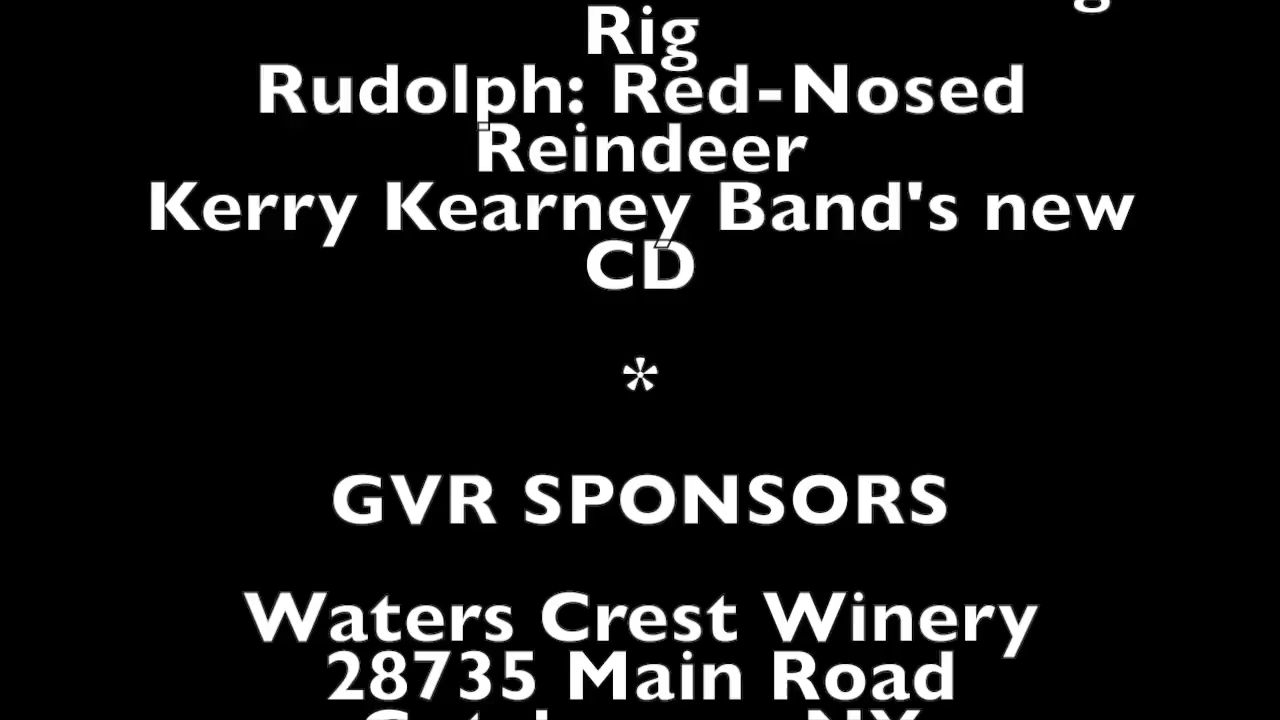 Rig
Rudolph: Red-Nosed
Reindeer
Kerry Kearney Band's new
CD
*
GVR SPONSORS
Waters Crest Winery
28735 Main Road